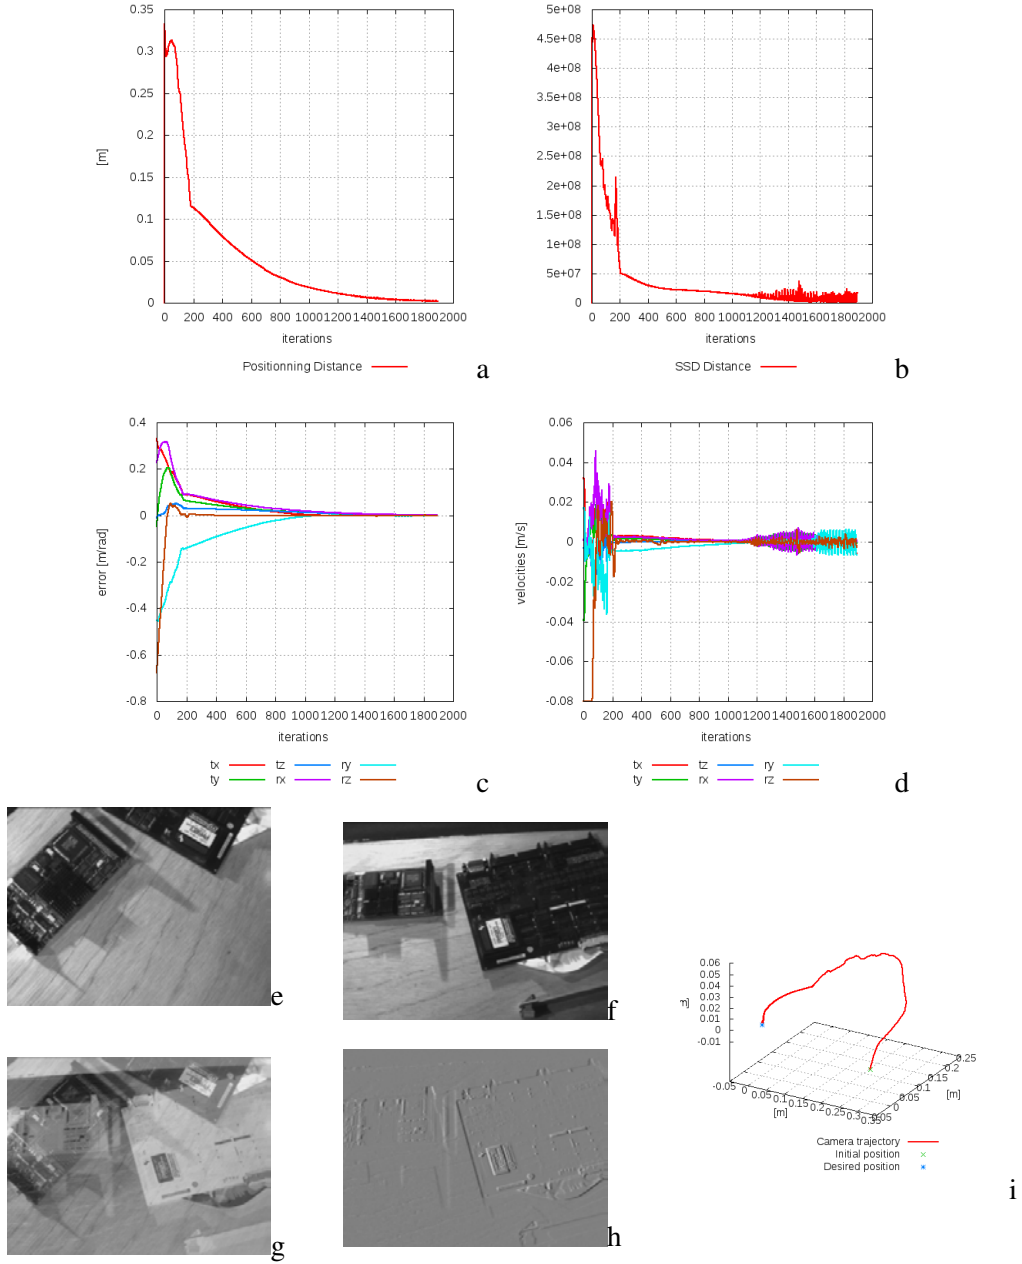 0.35
0.3
0.25
0.2
0.15
0.1
0.05
0
[m]
0 200 400 600 800 1000 1200 1400 1600 1800 2000
iterations
Positionning Distance
a
5e+08
4.5e+08
4e+08
3.5e+08
3e+08
2.5e+08
2e+08
1.5e+08
1e+08
5e+07
0
0 200 400 600 800 1000 1200 1400 1600 1800 2000
iterations
SSD Distance
b
0.4
0.2
0
-0.2
-0.4
-0.6
-0.8
error [m/rad]
0 200 400 600 800 1000 1200 1400 1600 1800 2000
iterations
tx tz ry
ty rx rz
c
0.06
0.04
0.02
0
-0.02
-0.04
-0.06
-0.08
velocities [m/s]
0 200 400 600 800 1000 1200 1400 1600 1800 2000
iterations
tx tz ry
ty rx rz
d
e
f
g
h
0.06
0.05
0.04
0.03
0.02
0.01
0
-0.01
-0.05 0 0.05 0.1 0.15 0.2 0.25 0.3 0.35
[m]
-0.05 0 0.05 0.1 0.15 0.2 0.25
[m]
Camera trajectory
Initial position
Desired position
i